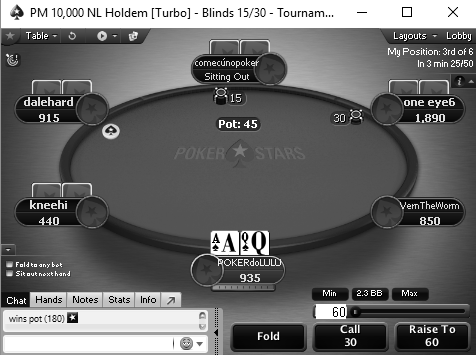 PM 10,000 NL Holdem [Turbo] - Blinds 15/30 - Tournam...
Table
Layouts
Lobby
My Position: 3rd of 6
In 3 min 25/50
comecúnopoker
Sitting Out
dalehard
915
one eye6
1,890
15
30
Pot: 45
POKER STARS
kneehi
440
VernTheWorm
850
A A Q Q
POKERdoLULU
935
Fold to any bet
Sit out next hand
Chat Hands Notes Stats Info
wins pot (180)
Min 2.3 BB Max
60
Fold
Call
30
Raise To
60